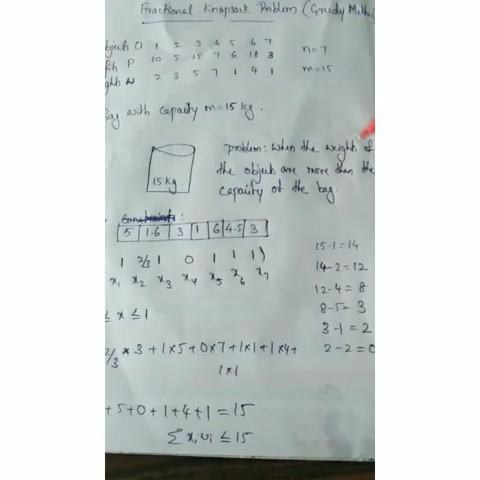 Fractional Knapsack Problem (Greedy Metho
bjects O 1 2 3 4 5 6 7 n=7
fits P 10 5 15 7 6 18 3
ights W 2 3 5 7 1 4 1 m=15
Bag with capacity m=15 kg.
problem: when the weight of
the objects are more than the
capacity of the bag.
15 kg.
constraint :
5 1.6 3 1 6 4.5 3
1 2/3 1 0 1 1 1)
x1 x2 x3 x4 x5 x6 x7
15-1=14
14-2=12
12-4=8
8-5=3
3-1=2
2-2=0
≤ x ≤ 1
2/3 * 3 + 1×5 + 0×7 + 1×1 + 1×4 +
1×1
+ 5 + 0 + 1 + 4 + 1 = 15
∑ xi wi ≤ 15